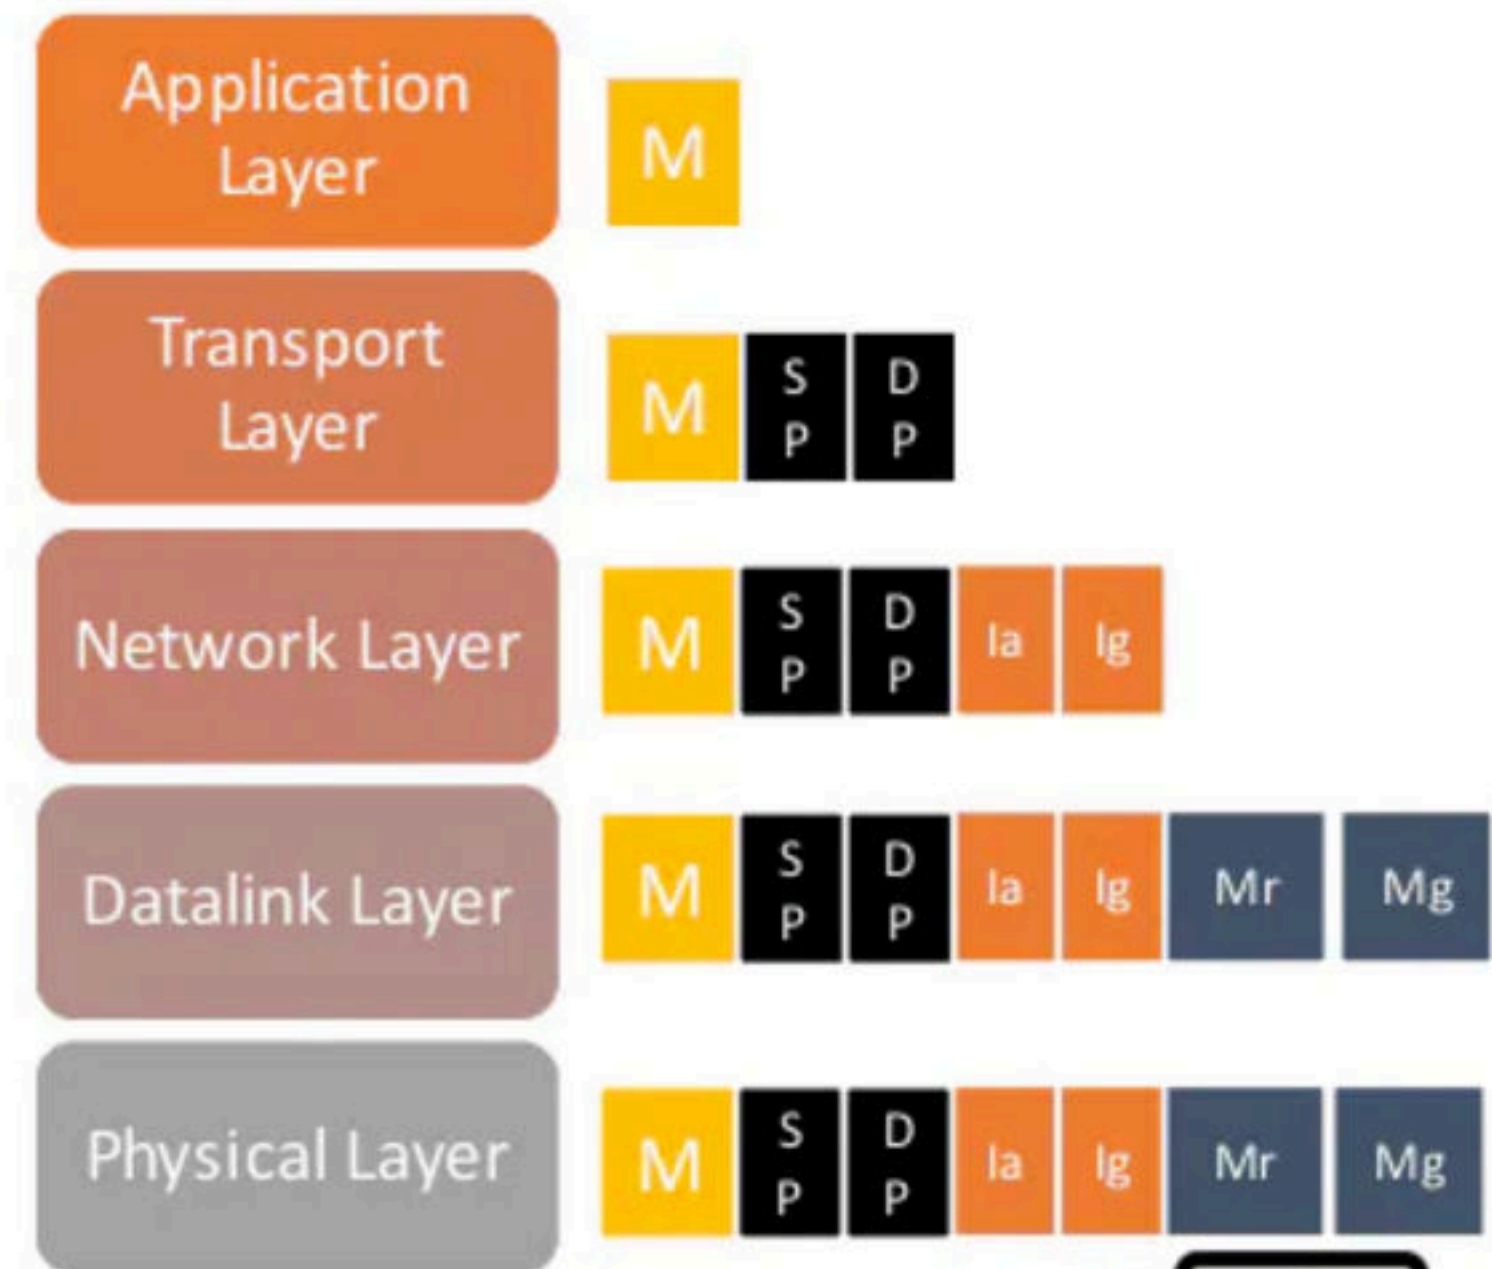 Application
Layer
M
Transport
Layer
M
S
P
D
P
Network Layer
M
S
P
D
P
Ia
Ig
Datalink Layer
M
S
P
D
P
Ia
Ig
Mr
Mg
Physical Layer
M
S
P
D
P
Ia
Ig
Mr
Mg